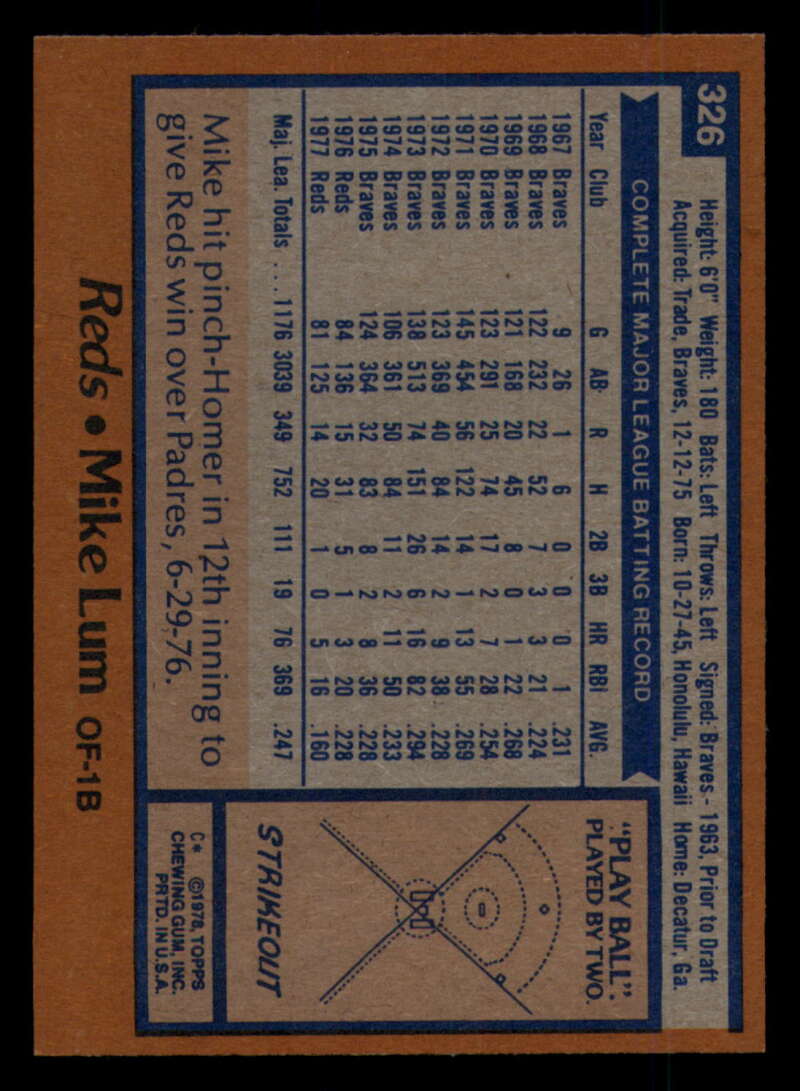 326
Height: 6'0" Weight: 180 Bats: Left Throws: Left Signed: Braves - 1963, Prior to Draft
Acquired: Trade, Braves, 12-12-75 Born: 10-27-45, Honolulu, Hawaii Home: Decatur, Ga.
COMPLETE MAJOR LEAGUE BATTING RECORD
Year Club G AB R H 2B 3B HR RBI AVG.
1967 Braves 9 26 1 6 0 0 0 1 .231
1968 Braves 122 232 22 52 7 3 3 21 .224
1969 Braves 121 168 20 45 8 0 1 22 .268
1970 Braves 123 291 25 74 17 2 7 28 .254
1971 Braves 145 454 56 122 14 1 13 55 .269
1972 Braves 123 369 40 84 14 2 9 38 .228
1973 Braves 138 513 74 151 26 6 16 82 .294
1974 Braves 106 361 50 84 11 2 11 50 .233
1975 Braves 124 364 32 83 8 2 8 36 .228
1976 Reds 84 136 15 31 5 1 3 20 .228
1977 Reds 81 125 14 20 1 0 5 16 .160
Maj. Lea. Totals .... 1176 3039 349 752 111 19 76 369 .247
Mike hit pinch-Homer in 12th inning to
give Reds win over Padres, 6-29-76.
"PLAY BALL".
PLAYED BY TWO.
STRIKEOUT
C* ©1978, TOPPS
CHEWING GUM, INC.
PRTD. IN U.S.A.
Reds • Mike Lum OF-1B